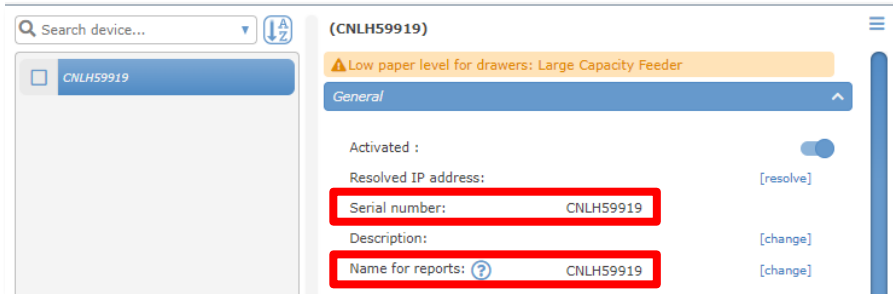 Search device...
CNLH59919
(CNLH59919)
Low paper level for drawers: Large Capacity Feeder
General
Activated :
Resolved IP address: [resolve]
Serial number: CNLH59919
Description: [change]
Name for reports: ? CNLH59919 [change]